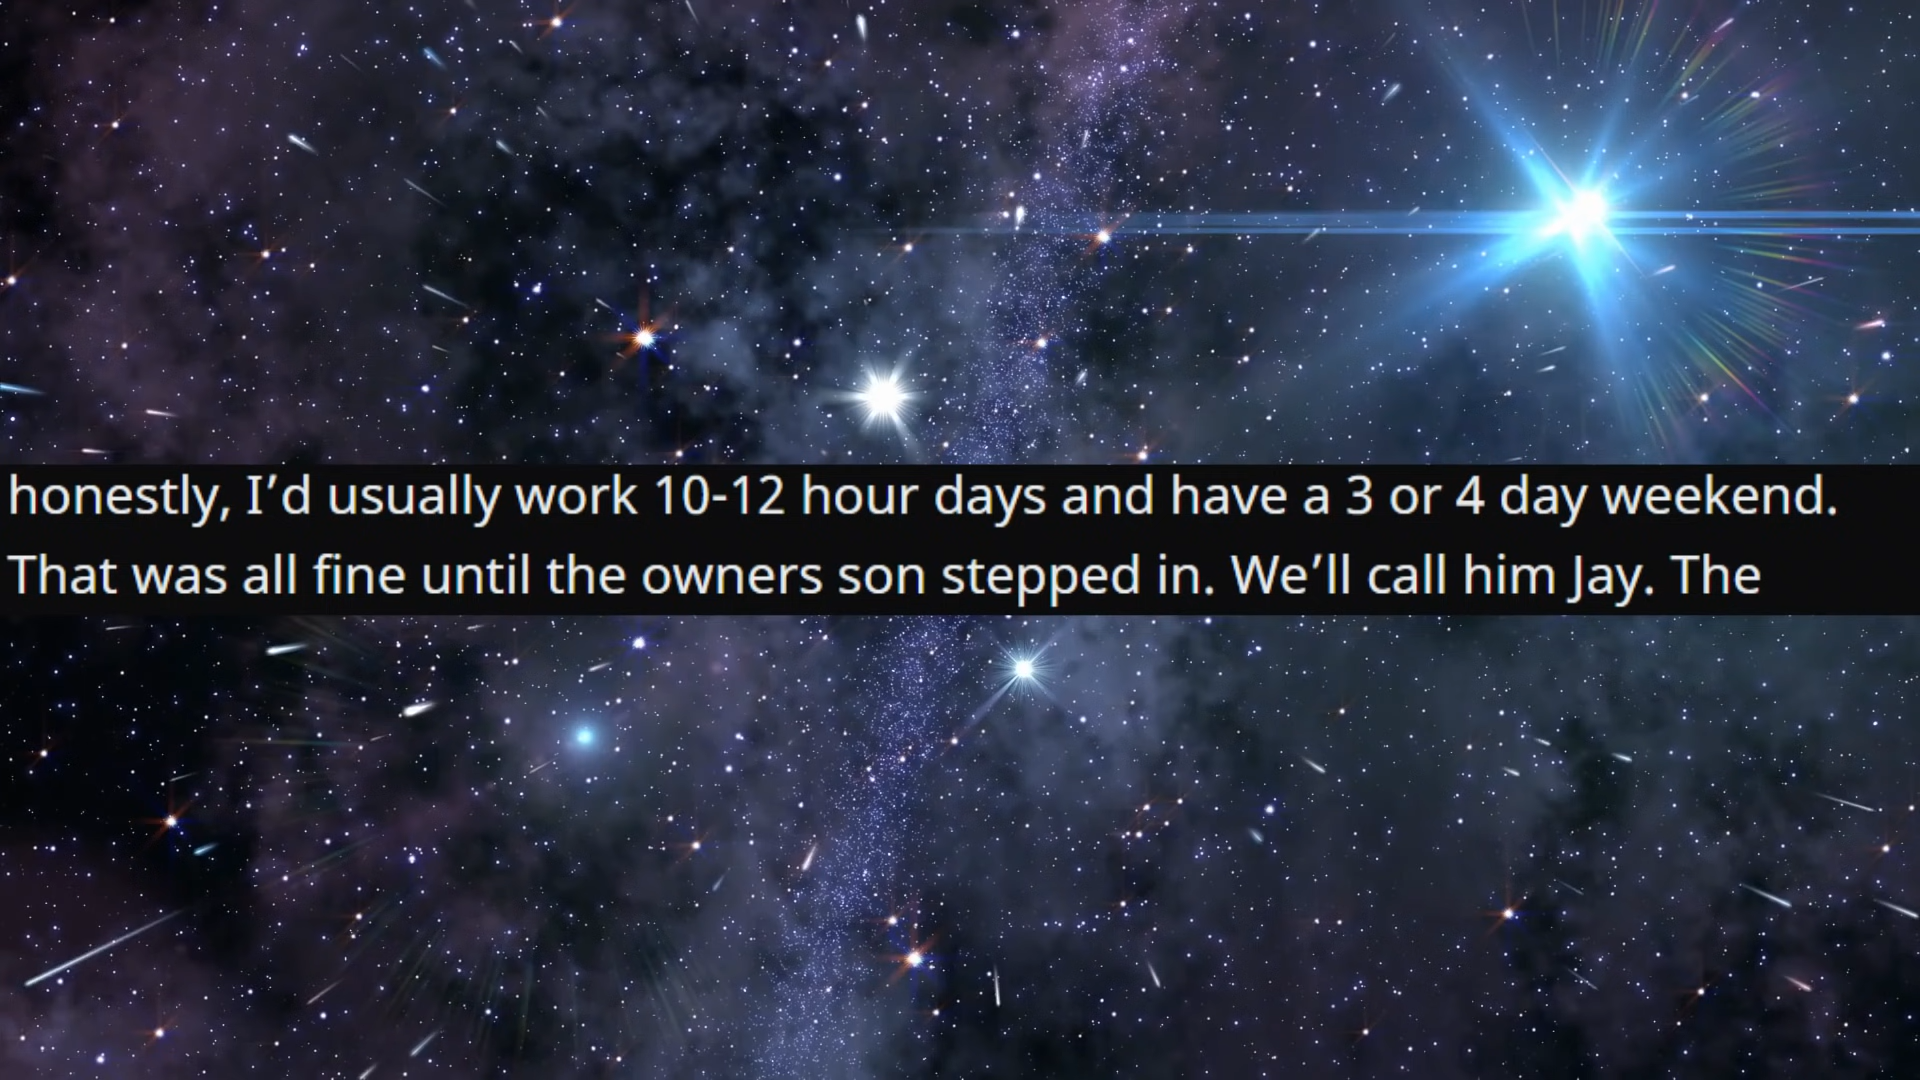 honestly, I’d usually work 10-12 hour days and have a 3 or 4 day weekend.
That was all fine until the owners son stepped in. We’ll call him Jay. The